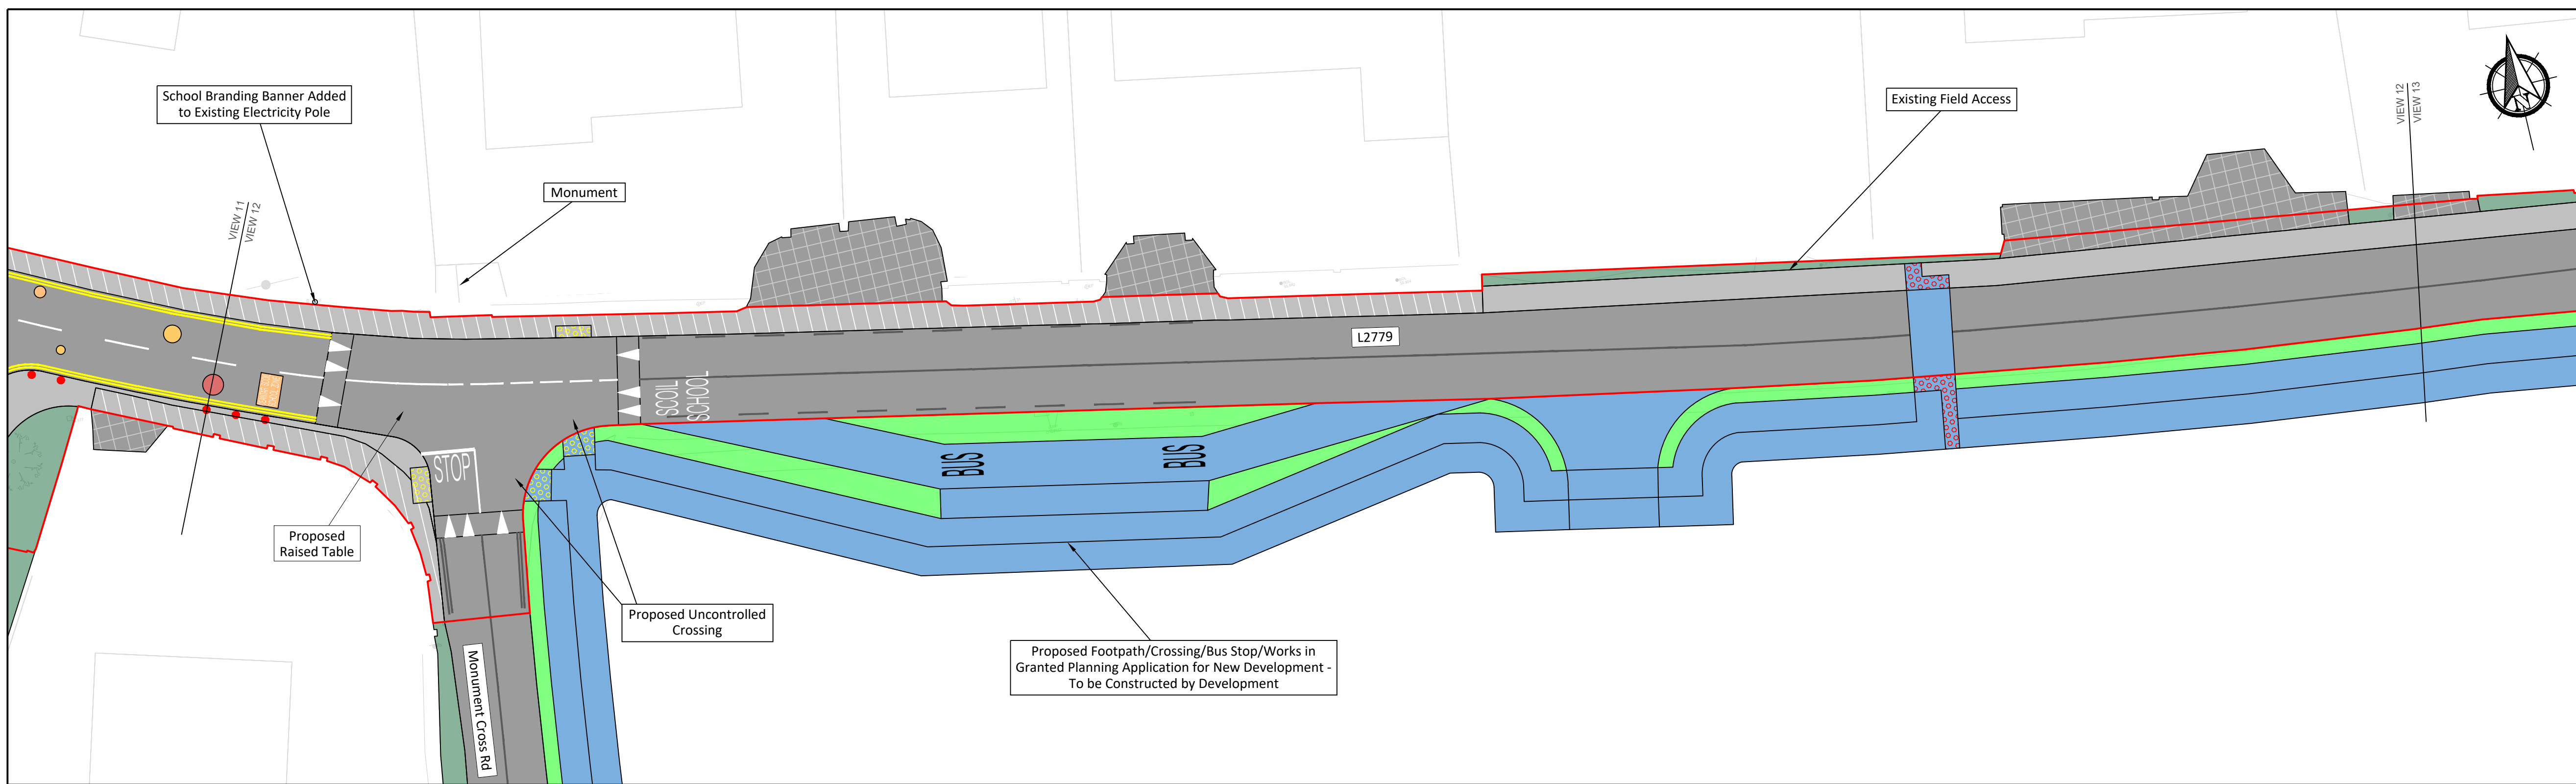 School Branding Banner Added
to Existing Electricity Pole
Monument
Existing Field Access
VIEW 11
VIEW 12
VIEW 12
VIEW 13
N
L2779
SCOIL
SCHOOL
STOP
BUS
BUS
Proposed
Raised Table
Proposed Uncontrolled
Crossing
Proposed Footpath/Crossing/Bus Stop/Works in
Granted Planning Application for New Development -
To be Constructed by Development
Monument Cross Rd